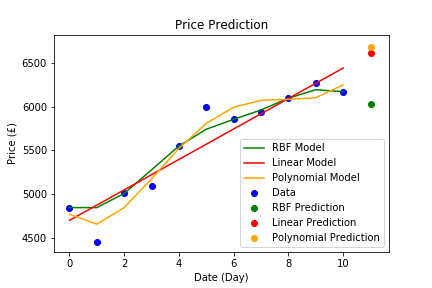 Price Prediction
Price (£)
6500
6000
5500
5000
4500
0 2 4 6 8 10
Date (Day)
RBF Model
Linear Model
Polynomial Model
Data
RBF Prediction
Linear Prediction
Polynomial Prediction